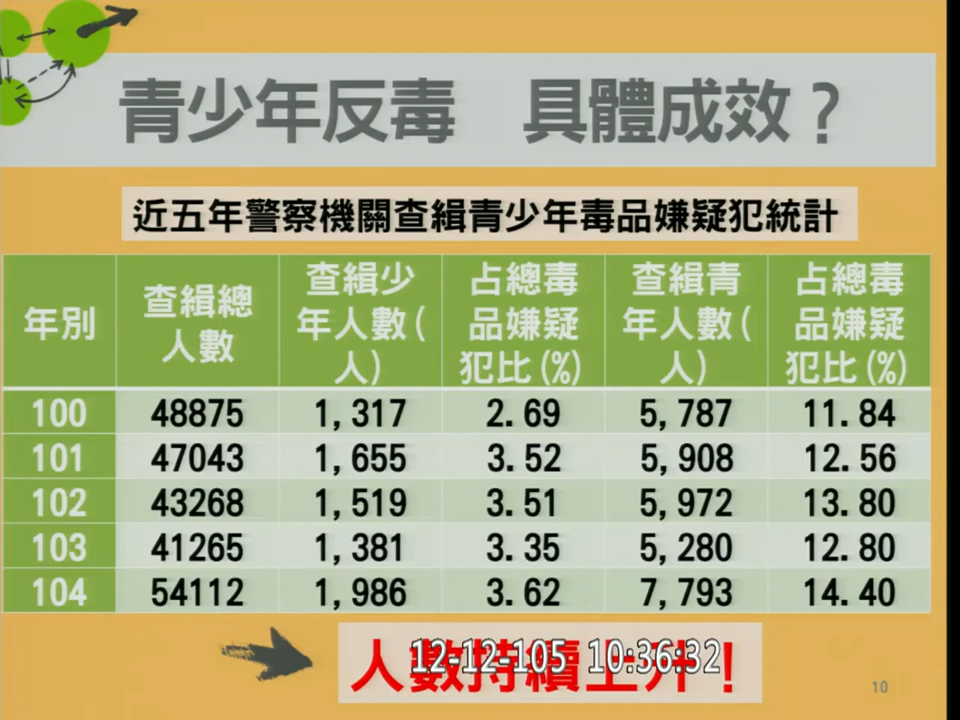 青少年反毒 具體成效?
近五年警察機關查緝青少年毒品嫌疑犯統計
年別 查緝總人數 查緝少年人數(人) 占總毒品嫌疑犯比(%) 查緝青年人數(人) 占總毒品嫌疑犯比(%)
100 48875 1,317 2.69 5,787 11.84
101 47043 1,655 3.52 5,908 12.56
102 43268 1,519 3.51 5,972 13.80
103 41265 1,381 3.35 5,280 12.80
104 54112 1,986 3.62 7,793 14.40
人數持續上升!
12-12-105 10:36:32
10